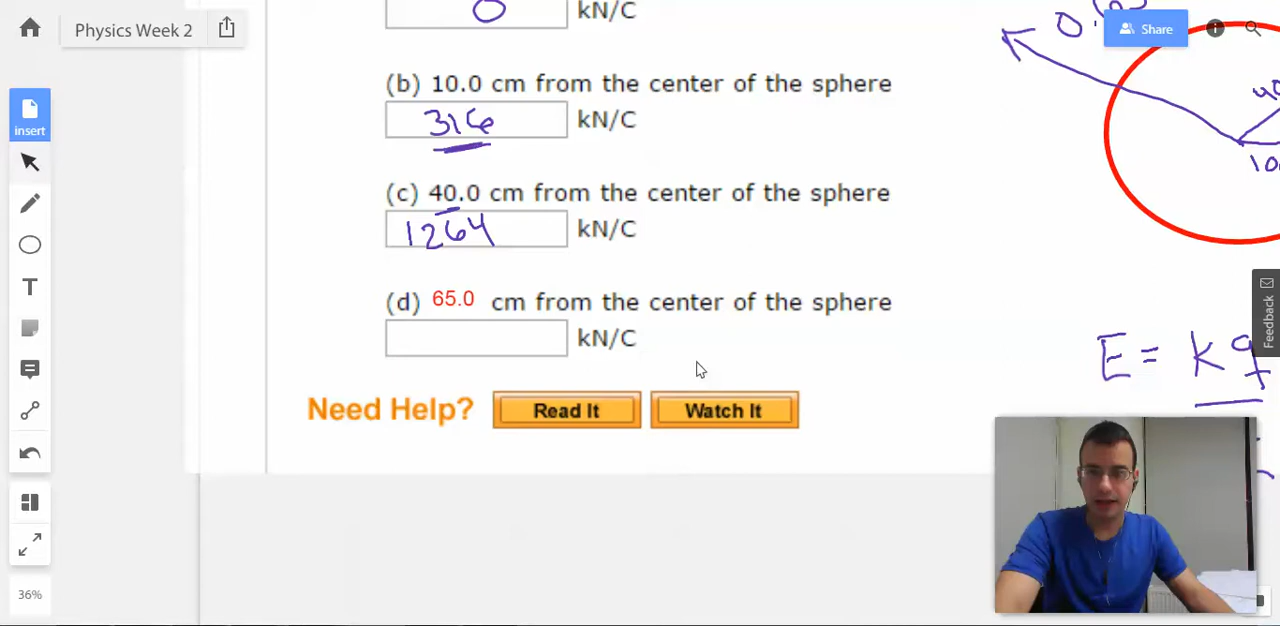 Physics Week 2
Share
0 kN/C
(b) 10.0 cm from the center of the sphere
316 kN/C
(c) 40.0 cm from the center of the sphere
1264 kN/C
(d) 65.0 cm from the center of the sphere
kN/C
Need Help? Read It Watch It
insert
T
36%
Feedback
E = kq